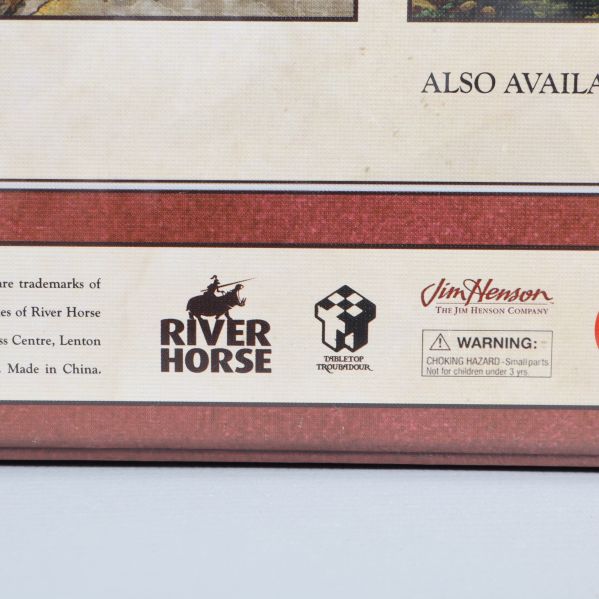 ALSO AVAILA
are trademarks of
es of River Horse
ss Centre, Lenton
. Made in China.
RIVER
HORSE
TABLETOP
TROUBADOUR
Jim Henson
THE JIM HENSON COMPANY
WARNING:
CHOKING HAZARD - Small parts
Not for children under 3 yrs.